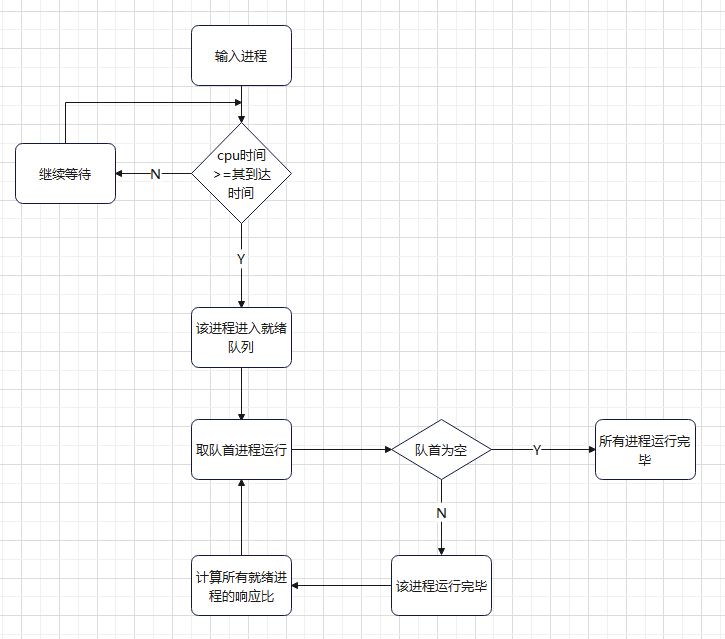 输入进程
cpu时间
>=其到达
时间
N
继续等待
Y
该进程进入就绪
队列
取队首进程运行
队首为空
Y
所有进程运行完
毕
N
该进程运行完毕
计算所有就绪进
程的响应比